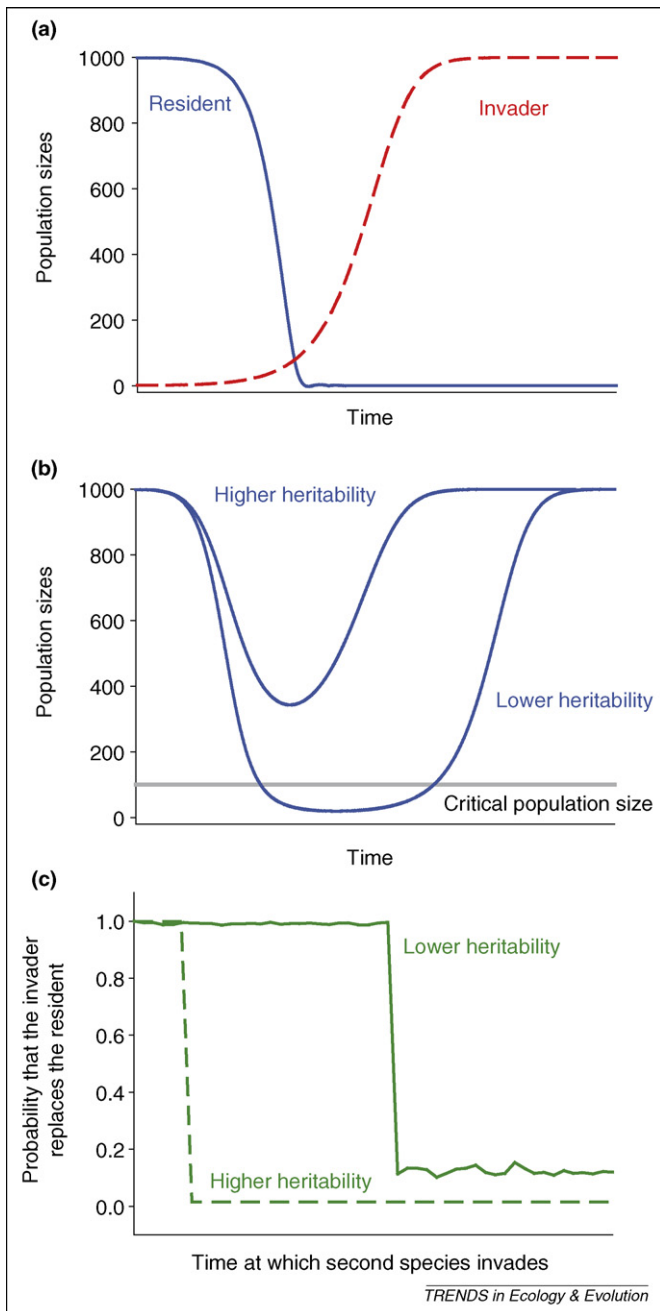 (a)
1000
800
600
400
200
0
Population sizes
Resident
Invader
Time
(b)
1000
800
600
400
200
0
Population sizes
Higher heritability
Lower heritability
Critical population size
Time
(c)
1.0
0.8
0.6
0.4
0.2
0.0
Probability that the invader
replaces the resident
Lower heritability
Higher heritability
Time at which second species invades
TRENDS in Ecology & Evolution